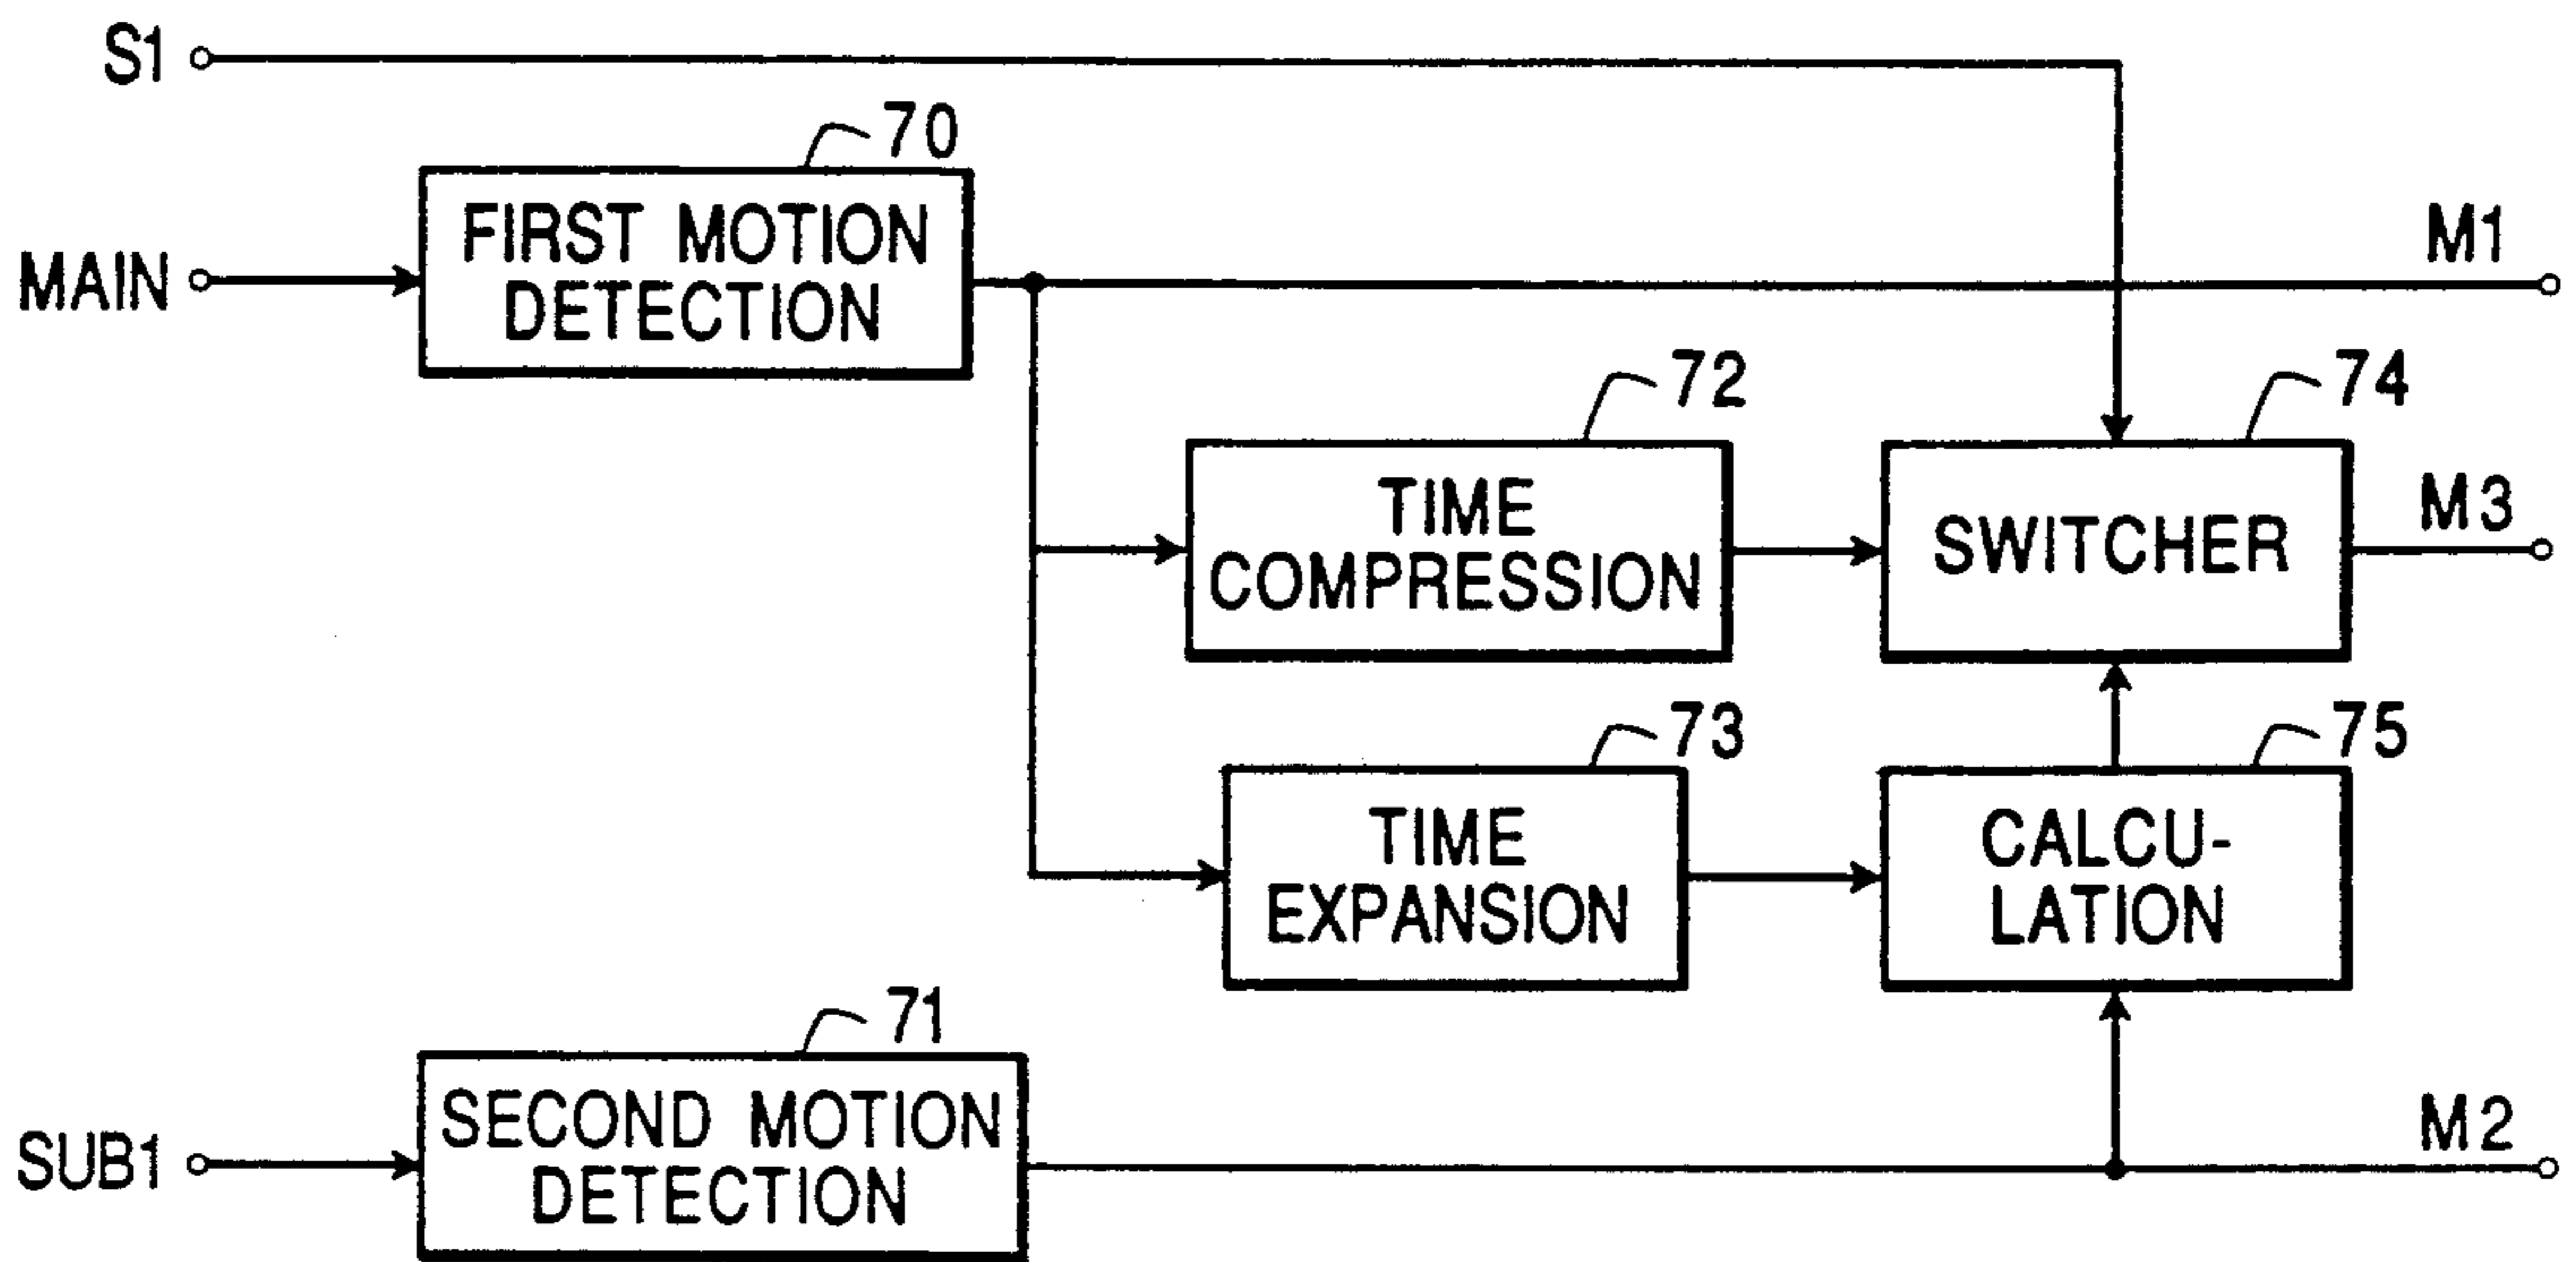 S1
70
FIRST MOTION
DETECTION
MAIN
M1
72
TIME
COMPRESSION
74
SWITCHER
M3
73
TIME
EXPANSION
75
CALCU-
LATION
71
SECOND MOTION
DETECTION
SUB1
M2